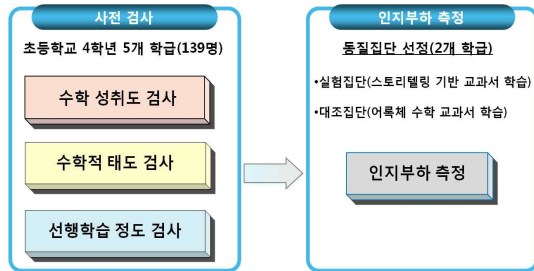 사전 검사
초등학교 4학년 5개 학급(139명)
수학 성취도 검사
수학적 태도 검사
선행학습 정도 검사
인지부하 측정
동질집단 선정(2개 학급)
•실험집단(스토리텔링 기반 교과서 학습)
•대조집단(어록체 수학 교과서 학습)
인지부하 측정